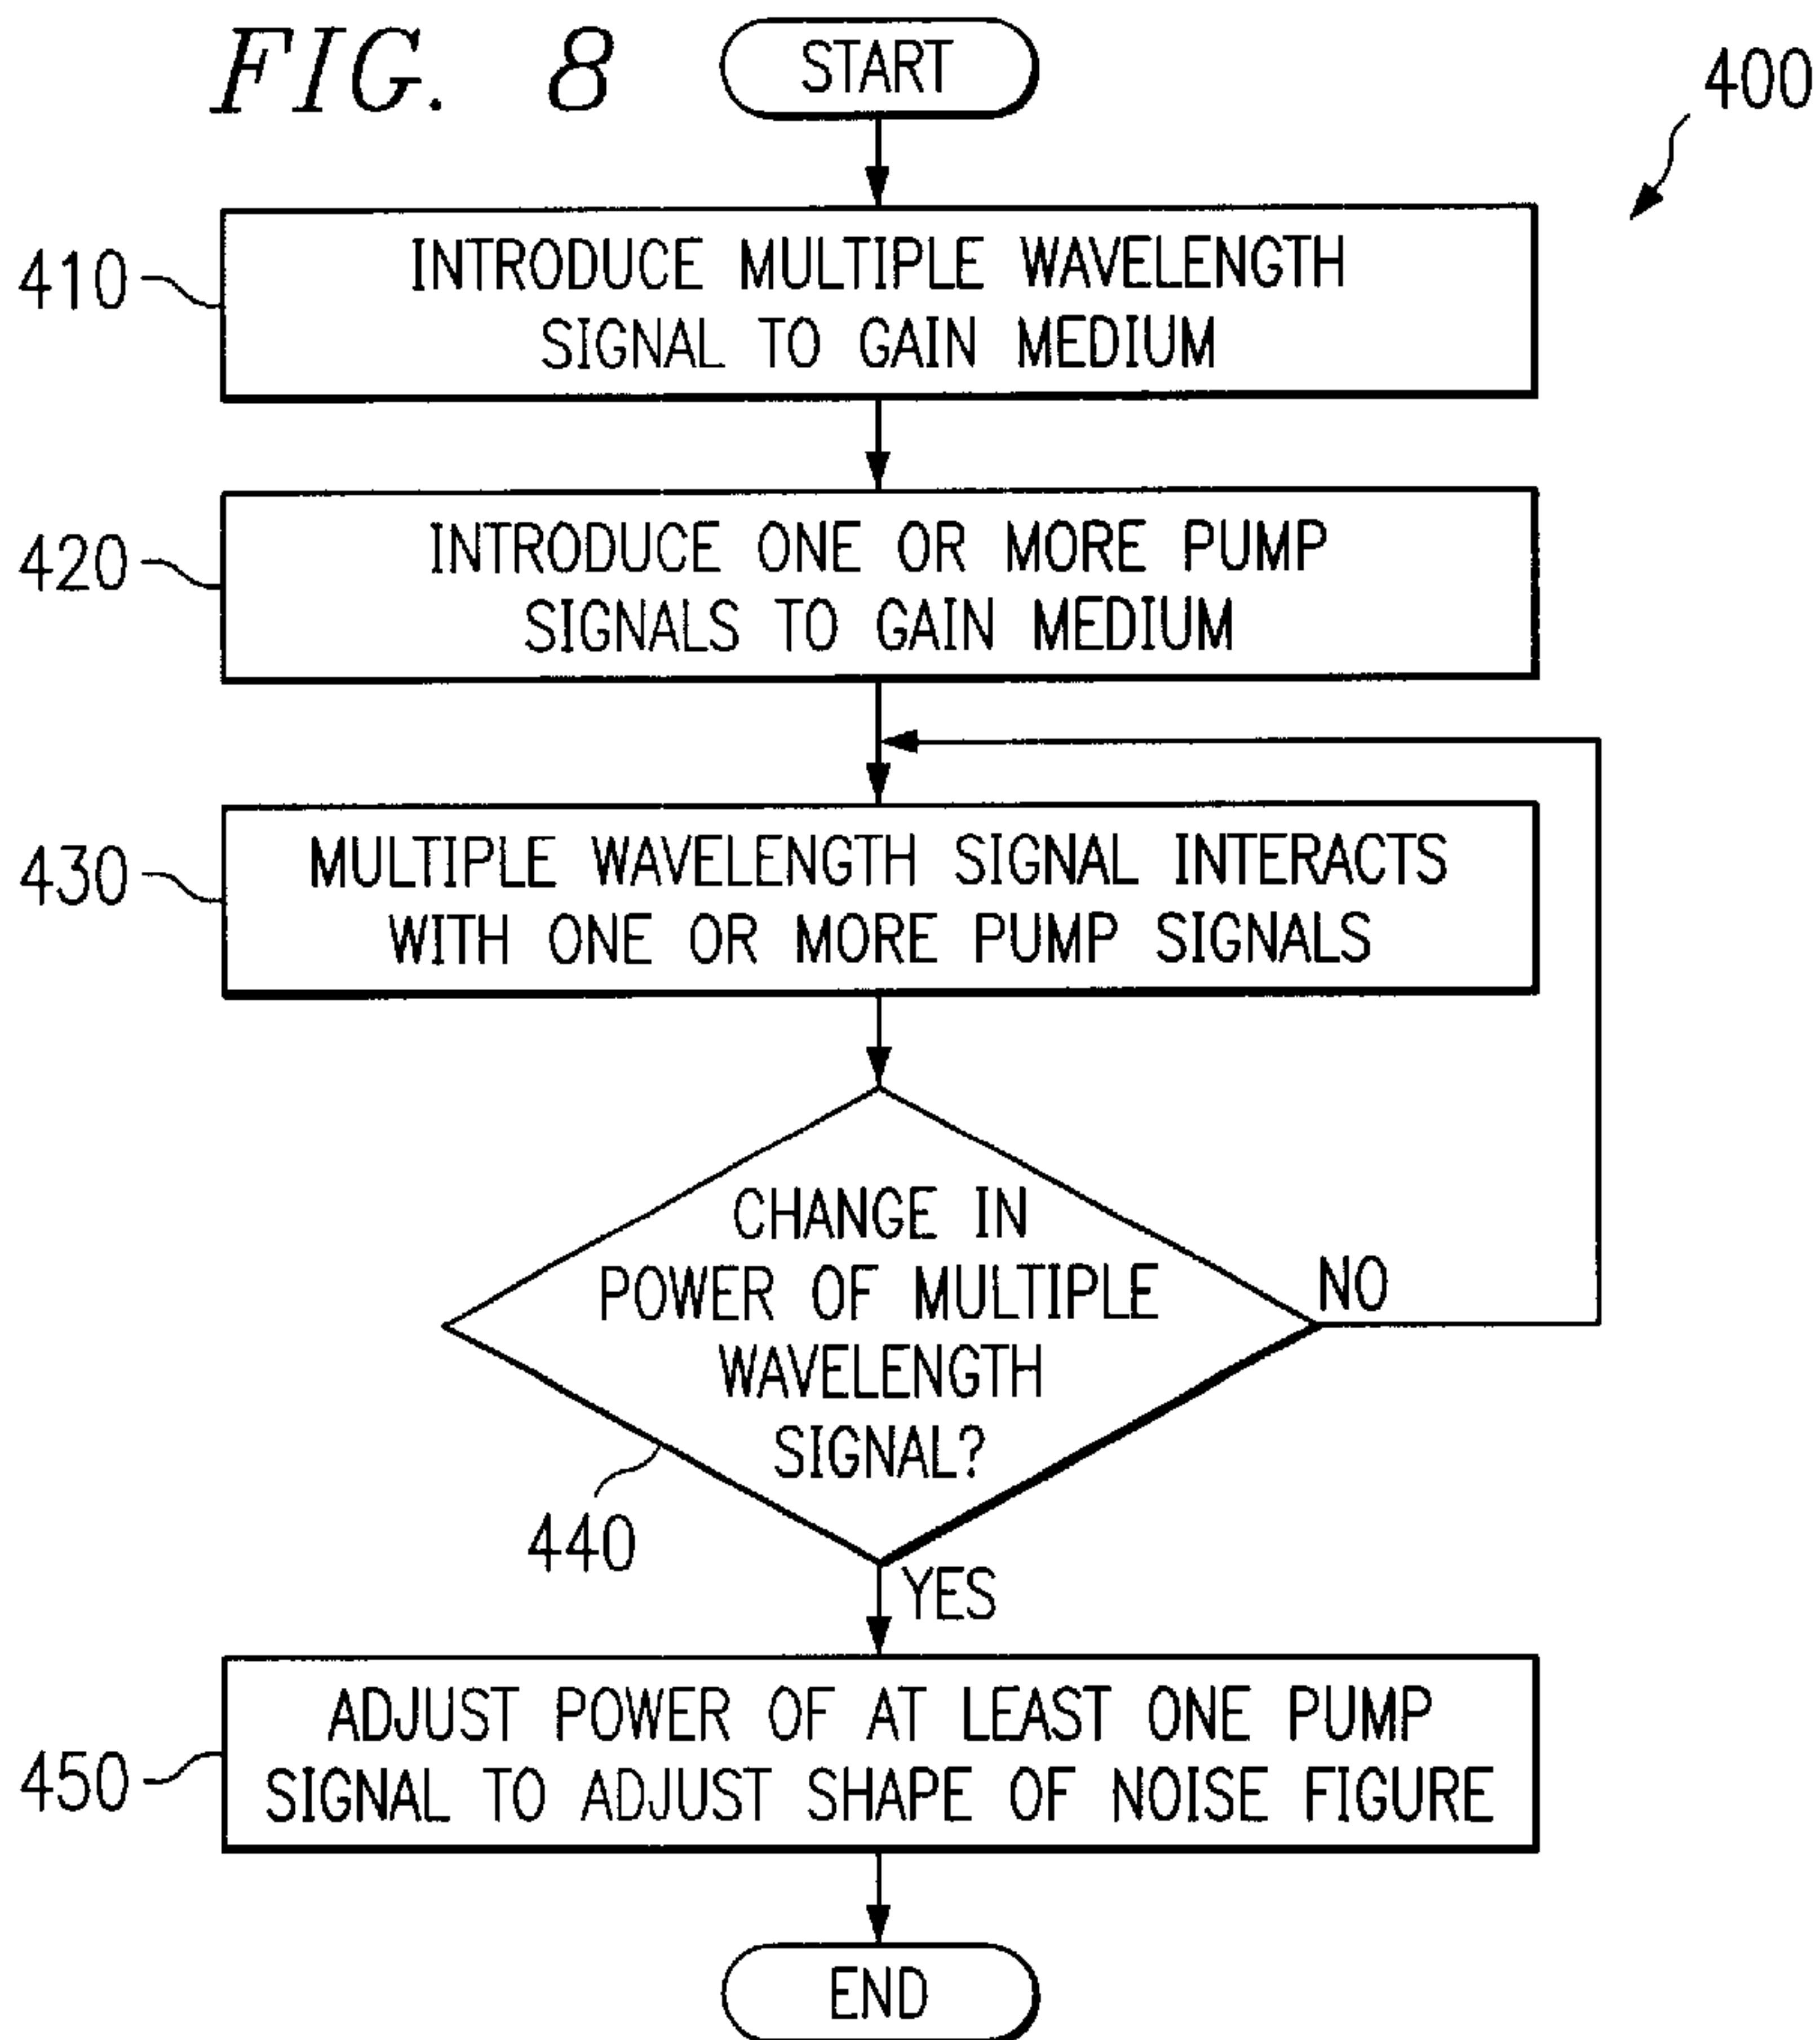 FIG. 8
START
400
410
INTRODUCE MULTIPLE WAVELENGTH
SIGNAL TO GAIN MEDIUM
420
INTRODUCE ONE OR MORE PUMP
SIGNALS TO GAIN MEDIUM
430
MULTIPLE WAVELENGTH SIGNAL INTERACTS
WITH ONE OR MORE PUMP SIGNALS
CHANGE IN
POWER OF MULTIPLE
WAVELENGTH
SIGNAL?
NO
440
YES
450
ADJUST POWER OF AT LEAST ONE PUMP
SIGNAL TO ADJUST SHAPE OF NOISE FIGURE
END